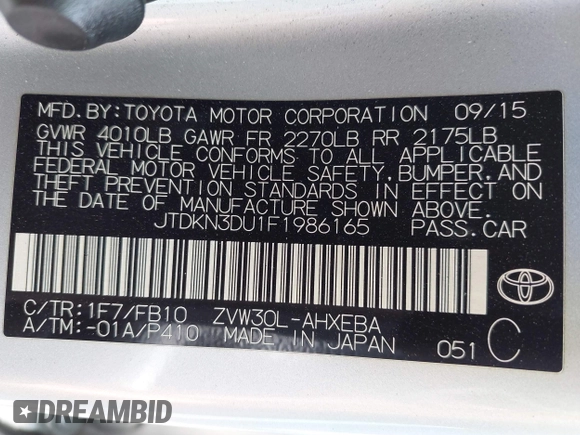 MFD. BY: TOYOTA MOTOR CORPORATION 09/15
GVWR 4010LB GAWR FR 2270LB RR 2175LB
THIS VEHICLE CONFORMS TO ALL APPLICABLE
FEDERAL MOTOR VEHICLE SAFETY, BUMPER, AND
THEFT PREVENTION STANDARDS IN EFFECT ON
THE DATE OF MANUFACTURE SHOWN ABOVE.
JTDKN3DU1F1986165 PASS. CAR
TOYOTA
C/TR: 1F7/FB10 ZVW30L-AHXEBA
A/TM: -01A/P410 MADE IN JAPAN 051 C
DREAMBID